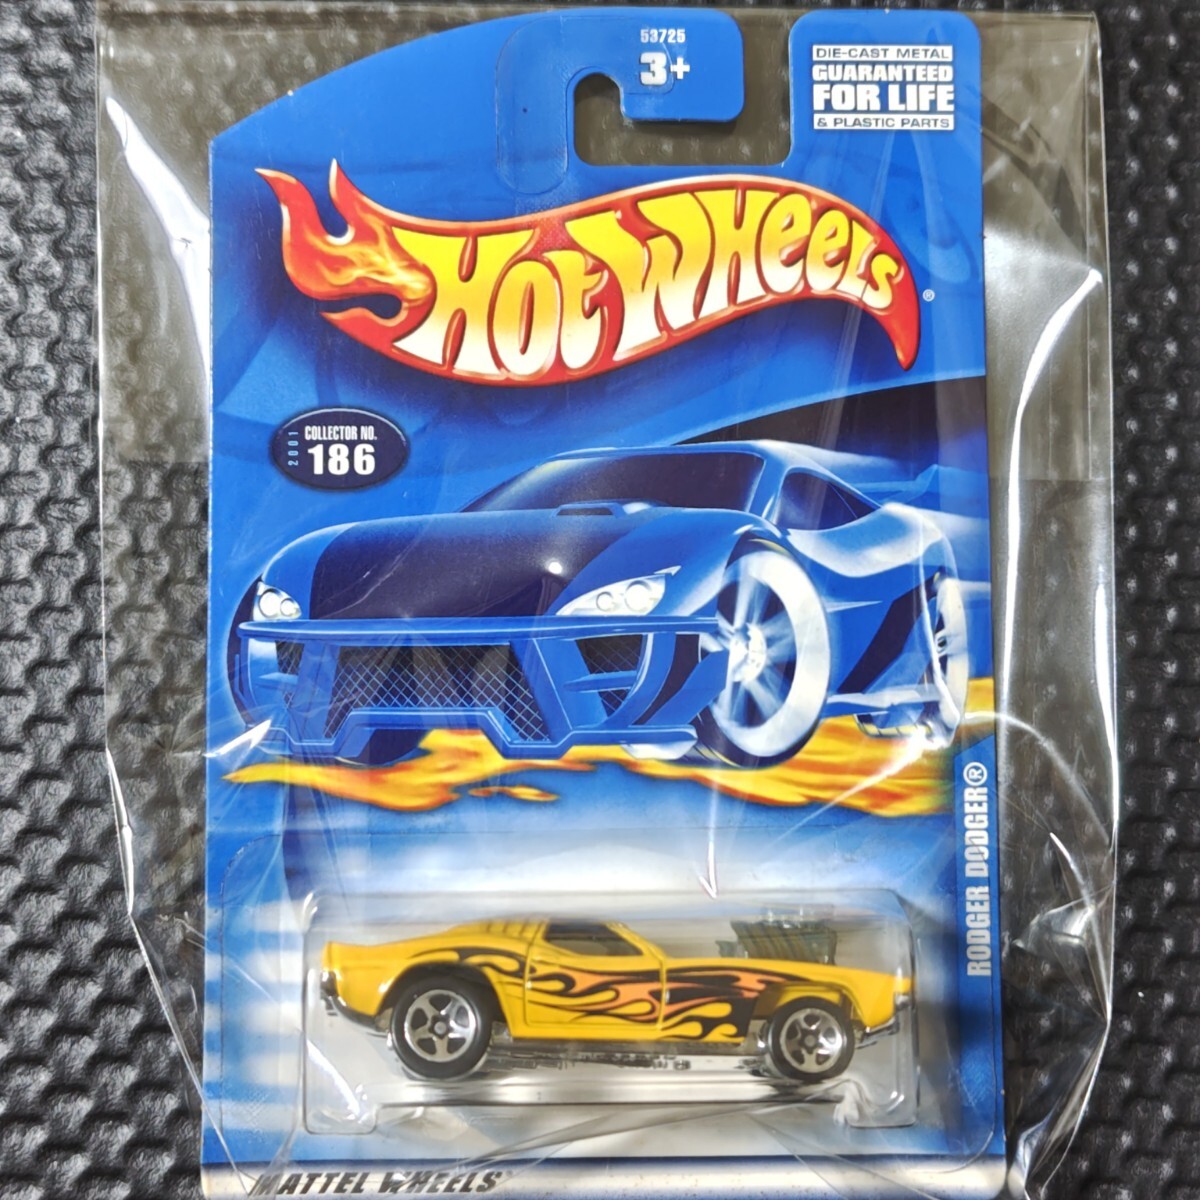 53725
3+
DIE-CAST METAL
GUARANTEED
FOR LIFE
& PLASTIC PARTS
HOT WHEELS®
2001
COLLECTOR NO.
186
RODGER DODGER®
MATTEL WHEELS